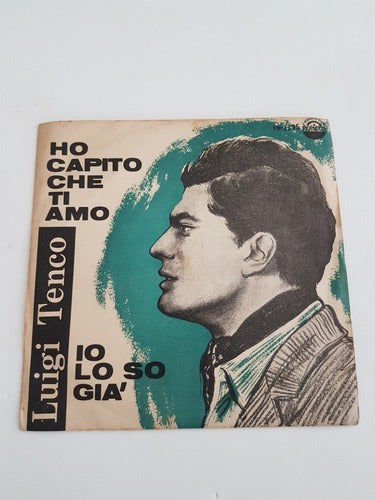 HO
CAPITO
CHE
TI
AMO
Luigi Tenco
IO
LO SO
GIA'